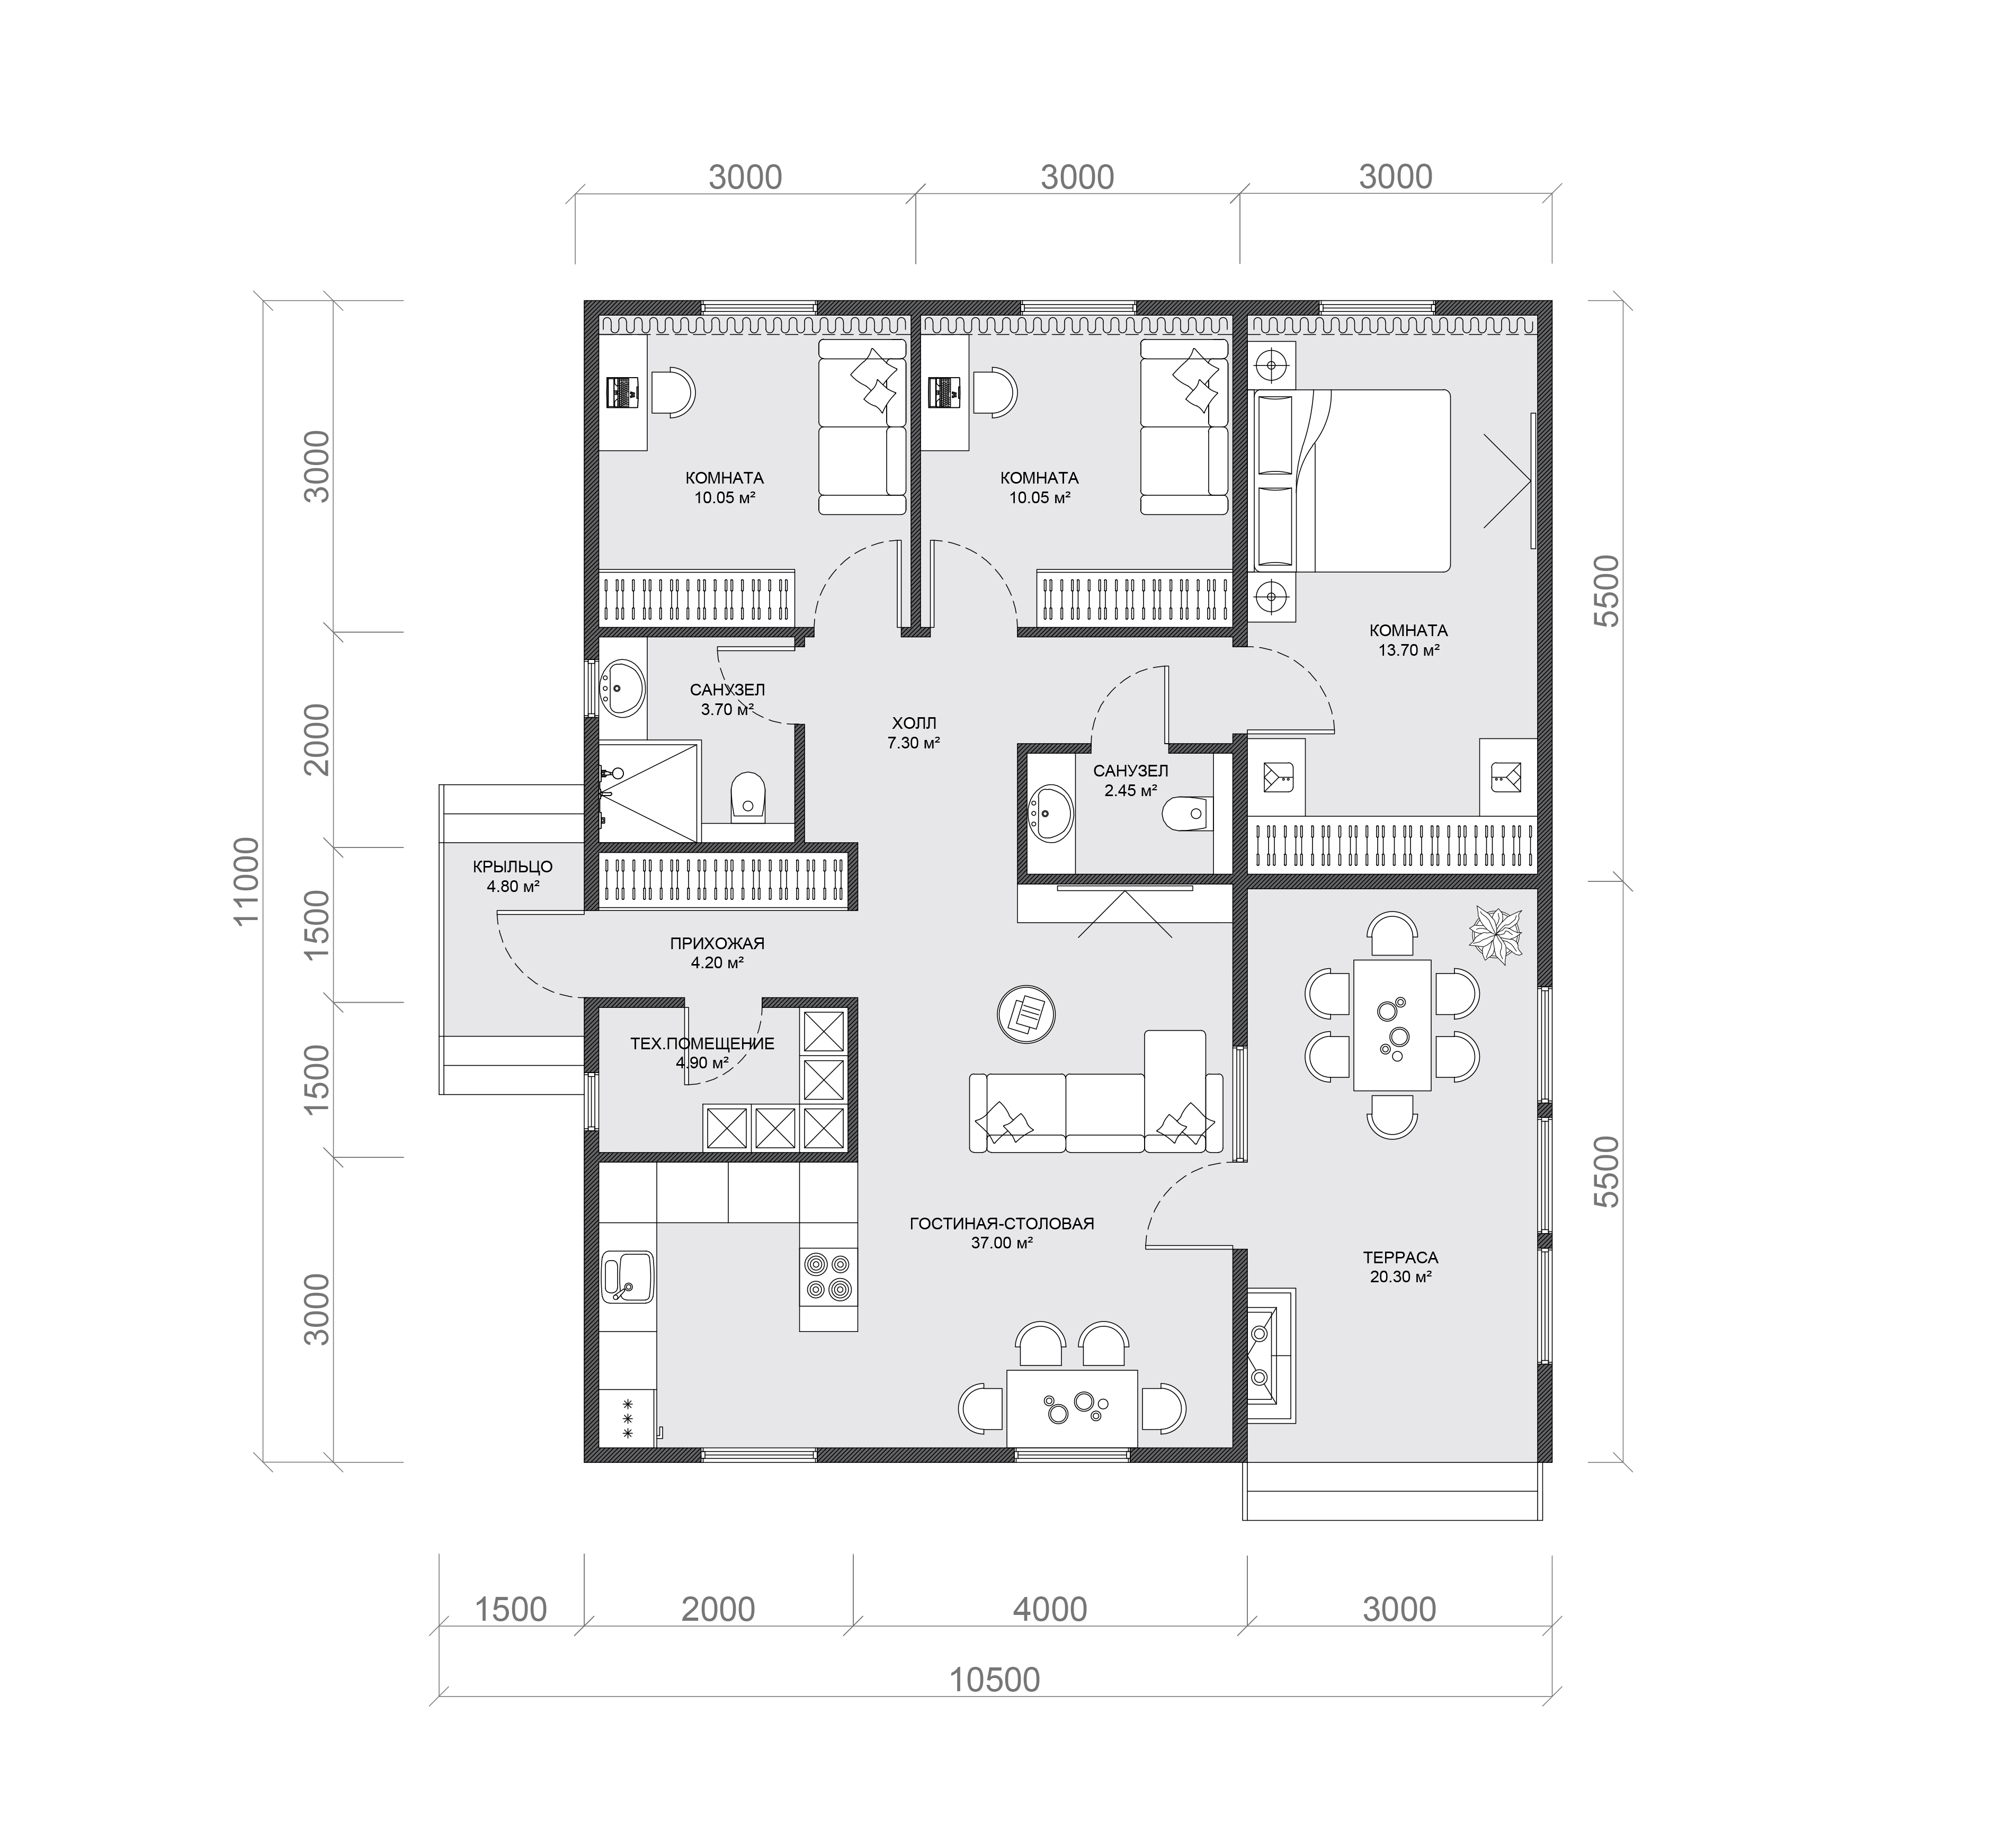 3000
3000
3000
11000
3000
2000
1500
1500
3000
5500
5500
КОМНАТА
10.05 м²
КОМНАТА
10.05 м²
КОМНАТА
13.70 м²
САНУЗЕЛ
3.70 м²
ХОЛЛ
7.30 м²
САНУЗЕЛ
2.45 м²
КРЫЛЬЦО
4.80 м²
ПРИХОЖАЯ
4.20 м²
ТЕХ.ПОМЕЩЕНИЕ
4.90 м²
ГОСТИНАЯ-СТОЛОВАЯ
37.00 м²
ТЕРРАСА
20.30 м²
1500
2000
4000
3000
10500